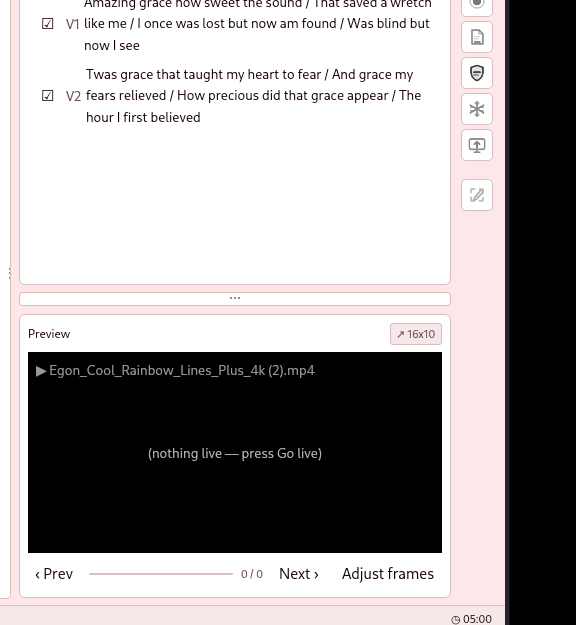 Amazing grace how sweet the sound / That saved a wretch
V1 like me / I once was lost but now am found / Was blind but
now I see
Twas grace that taught my heart to fear / And grace my
V2 fears relieved / How precious did that grace appear / The
hour I first believed
Preview
↗ 16x10
▶ Egon_Cool_Rainbow_Lines_Plus_4k (2).mp4
(nothing live — press Go live)
‹ Prev 0 / 0 Next › Adjust frames
◷ 05:00